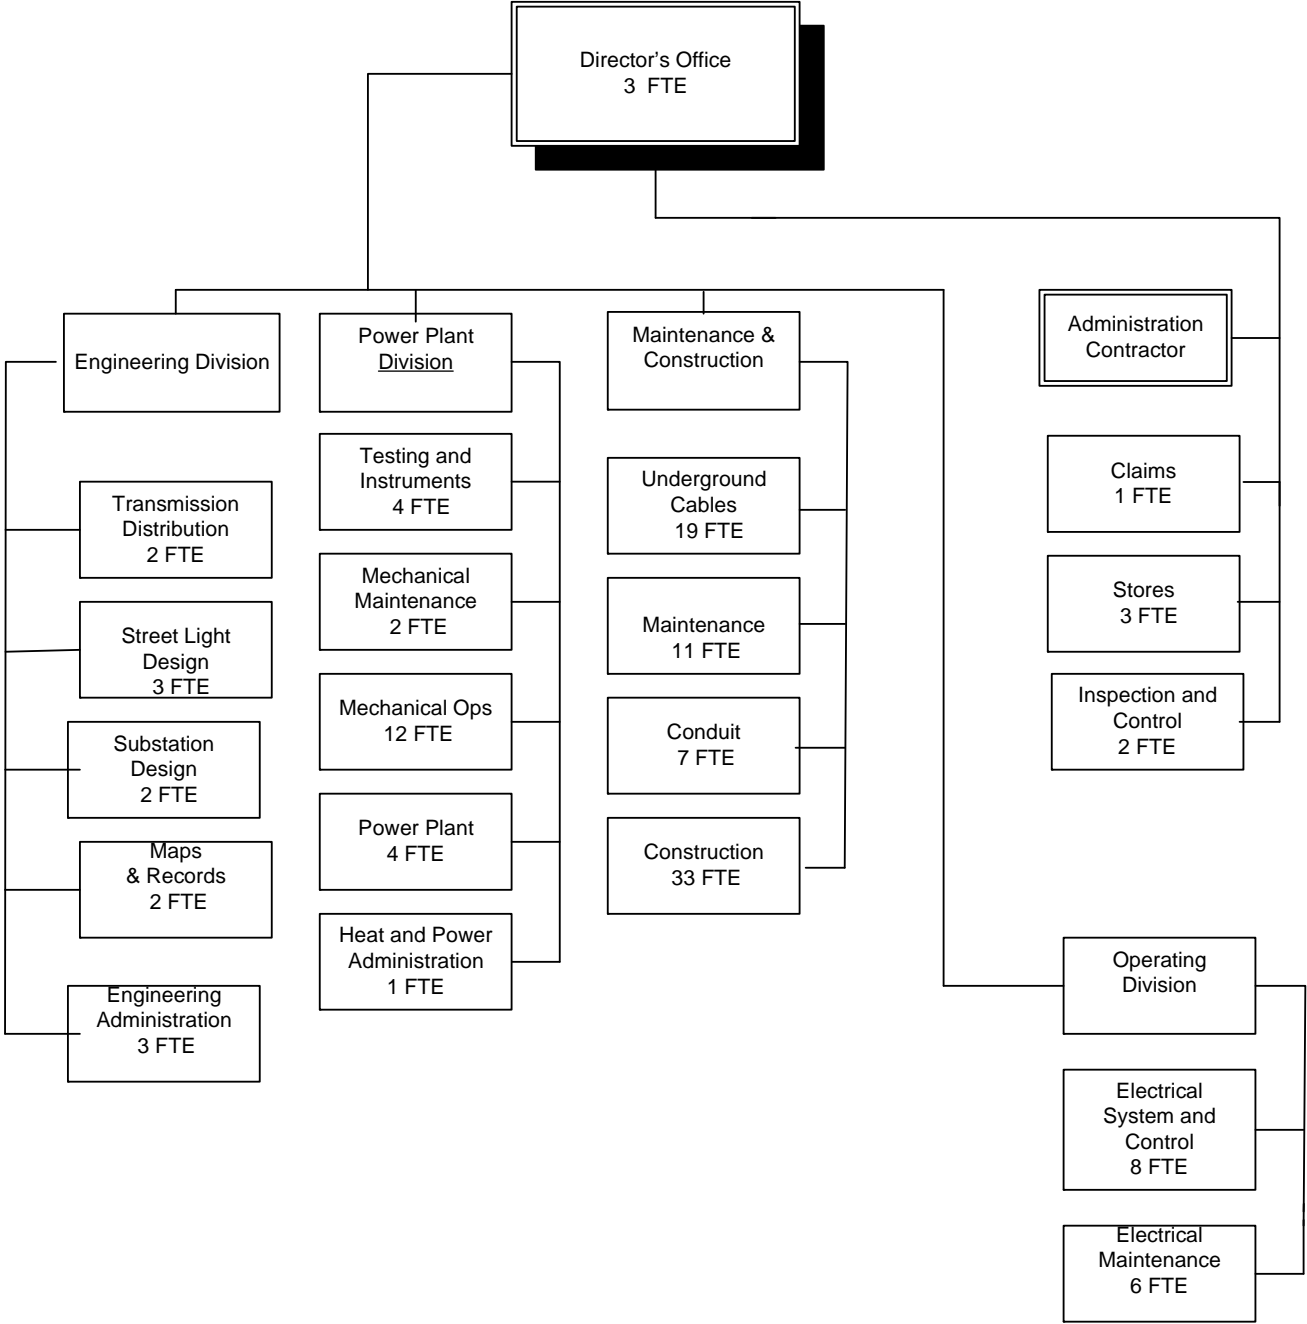 Director’s Office
3 FTE
Engineering Division
Transmission
Distribution
2 FTE
Street Light
Design
3 FTE
Substation
Design
2 FTE
Maps
& Records
2 FTE
Engineering
Administration
3 FTE
Power Plant
Division
Testing and
Instruments
4 FTE
Mechanical
Maintenance
2 FTE
Mechanical Ops
12 FTE
Power Plant
4 FTE
Heat and Power
Administration
1 FTE
Maintenance &
Construction
Underground
Cables
19 FTE
Maintenance
11 FTE
Conduit
7 FTE
Construction
33 FTE
Administration
Contractor
Claims
1 FTE
Stores
3 FTE
Inspection and
Control
2 FTE
Operating
Division
Electrical
System and
Control
8 FTE
Electrical
Maintenance
6 FTE